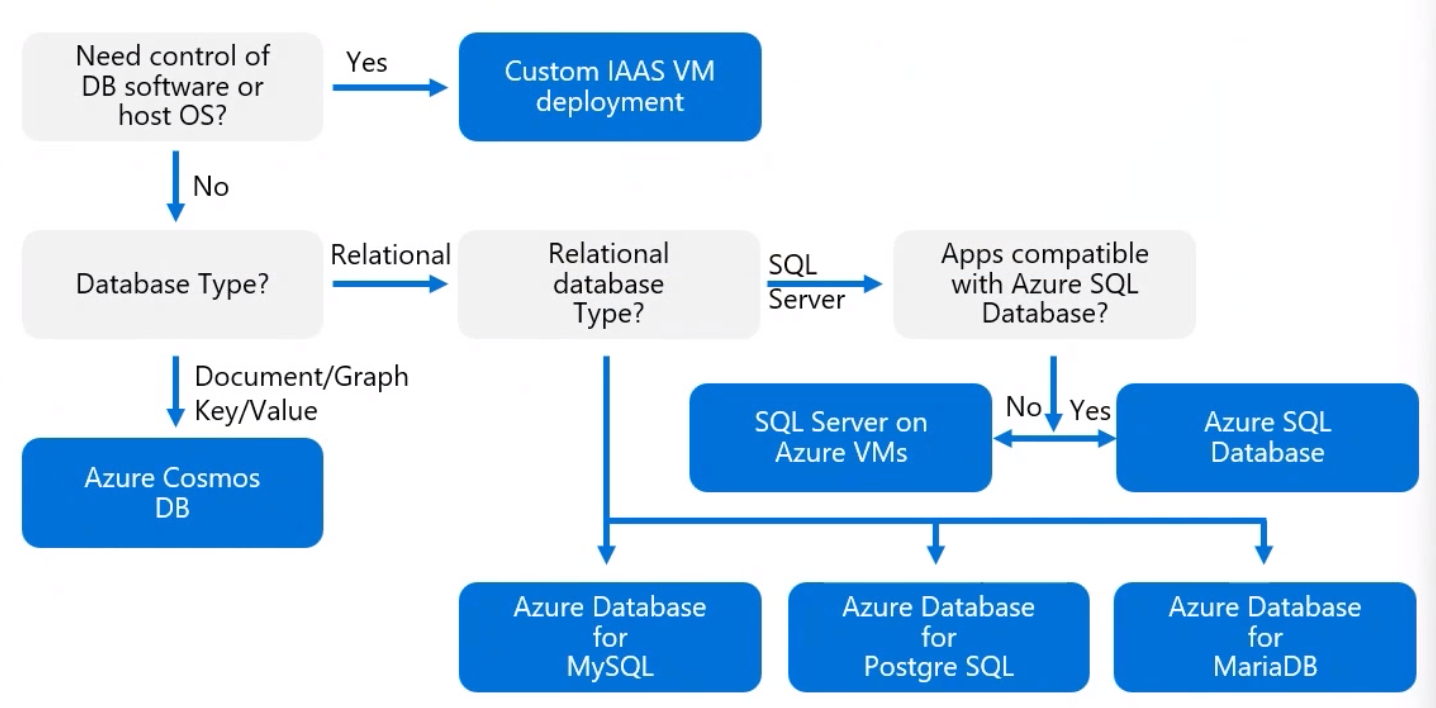 Need control of
DB software or
host OS?
Yes
Custom IAAS VM
deployment
No
Database Type?
Relational
Relational
database
Type?
SQL
Server
Apps compatible
with Azure SQL
Database?
Document/Graph
Key/Value
Azure Cosmos
DB
SQL Server on
Azure VMs
No
Yes
Azure SQL
Database
Azure Database
for
MySQL
Azure Database
for
Postgre SQL
Azure Database
for
MariaDB